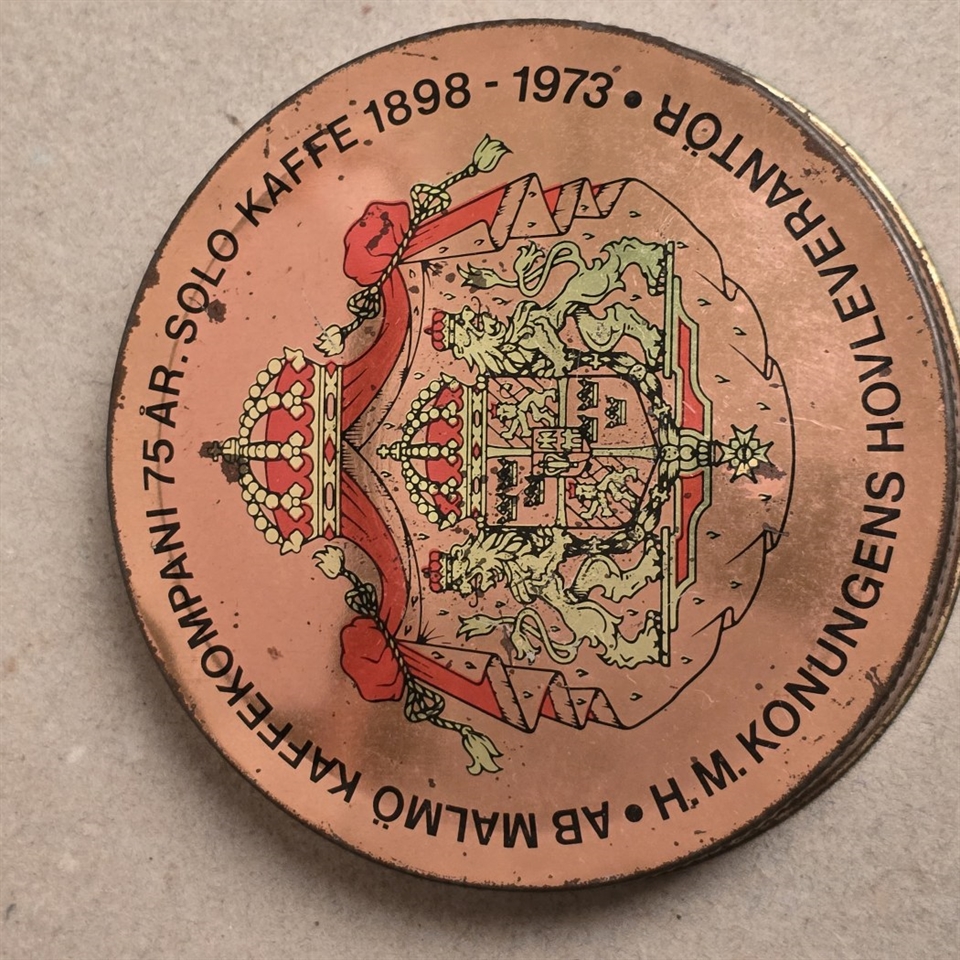 AB MALMÖ KAFFEKOMPANI 75 ÅR. SOLO KAFFE 1898 - 1973 •
H.M. KONUNGENS HOVLEVERANTÖR •